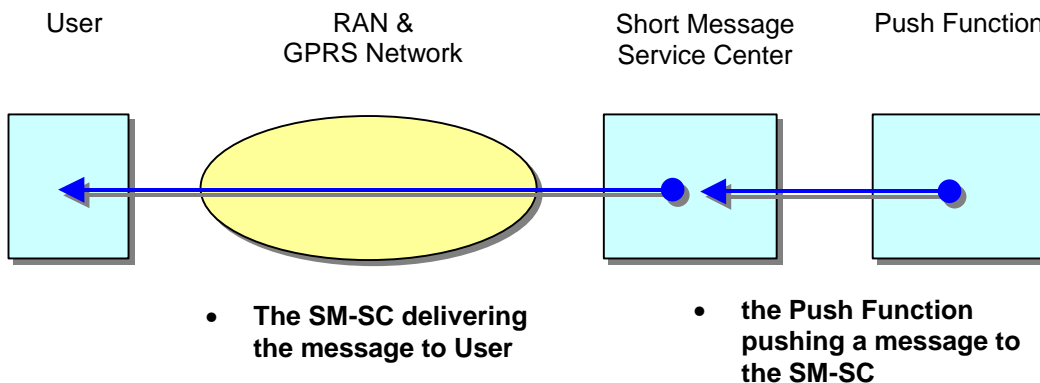 User
RAN &
GPRS Network
Short Message
Service Center
Push Function
• The SM-SC delivering
the message to User
• the Push Function
pushing a message to
the SM-SC